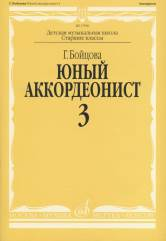 Детская музыкальная школа
Старшие классы
Г. Бойцова
ЮНЫЙ
АККОРДЕОНИСТ
3